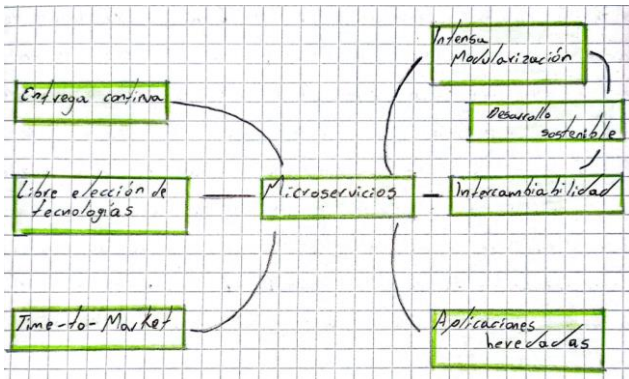 Entrega continua
Libre elección de
tecnologías
Time-to-Market
Microservicios
Intensa
Modularización
Desarrollo
sostenible
Intercambiabilidad
Aplicaciones
heredadas